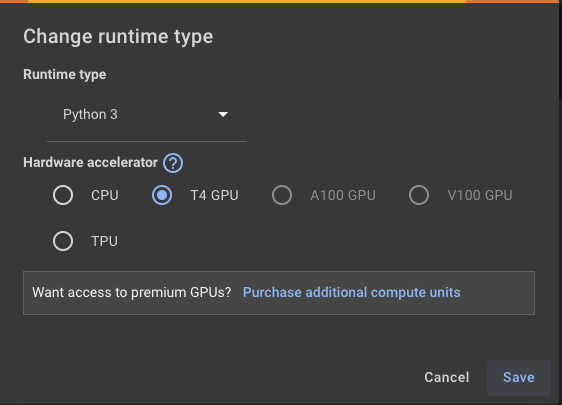 Change runtime type
Runtime type
Python 3
Hardware accelerator ?
CPU T4 GPU A100 GPU V100 GPU
TPU
Want access to premium GPUs? Purchase additional compute units
Cancel Save